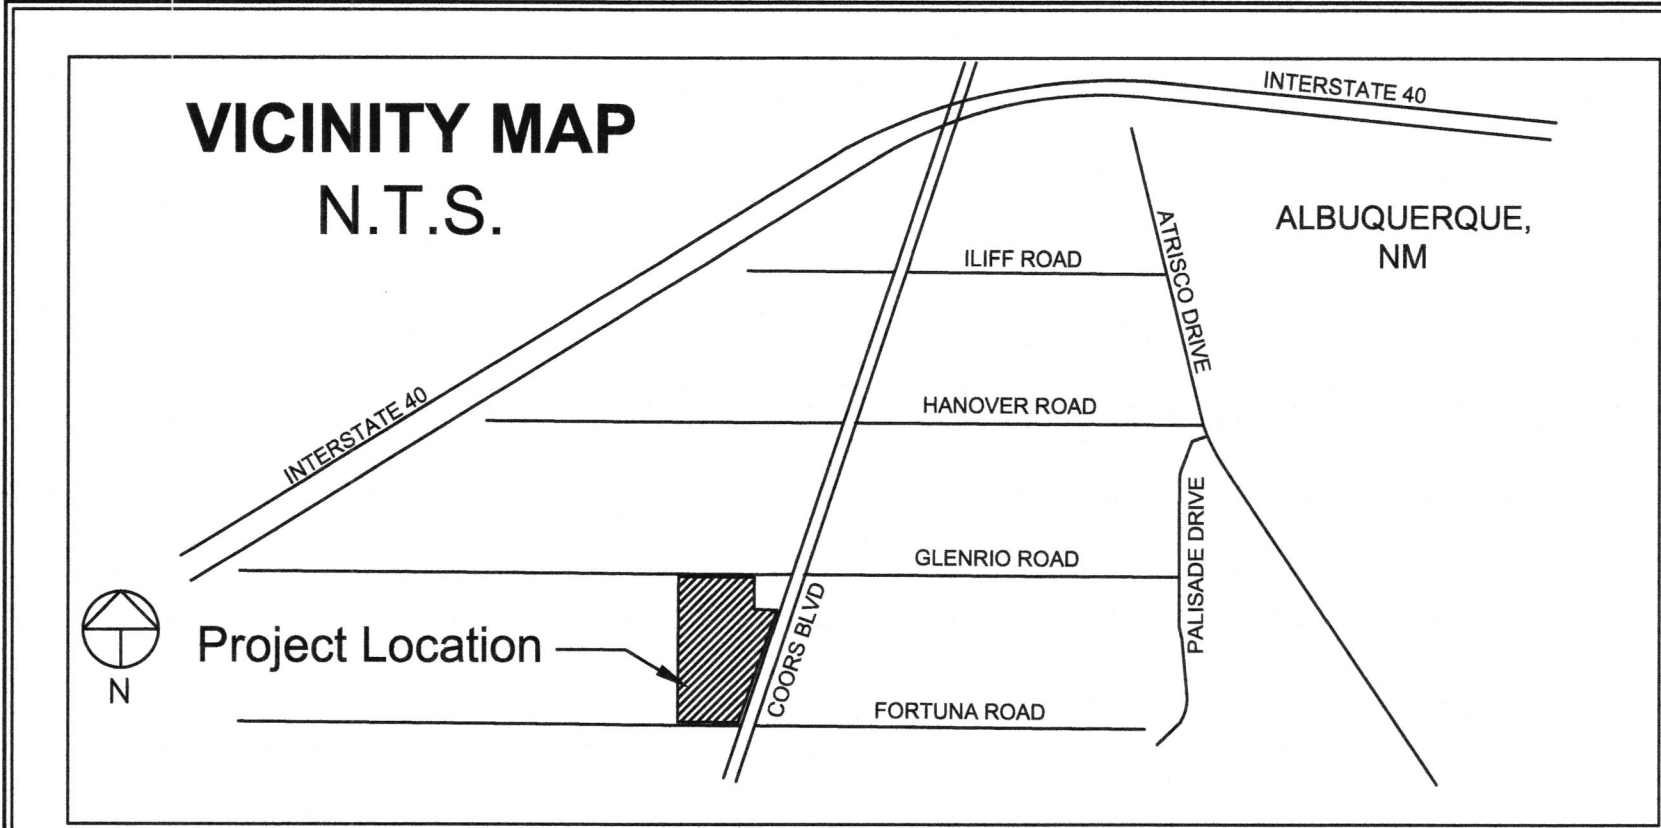 VICINITY MAP
N.T.S.
INTERSTATE 40
ALBUQUERQUE,
NM
ATRISCO DRIVE
ILIFF ROAD
HANOVER ROAD
INTERSTATE 40
PALISADE DRIVE
GLENRIO ROAD
COORS BLVD
Project Location
N
FORTUNA ROAD